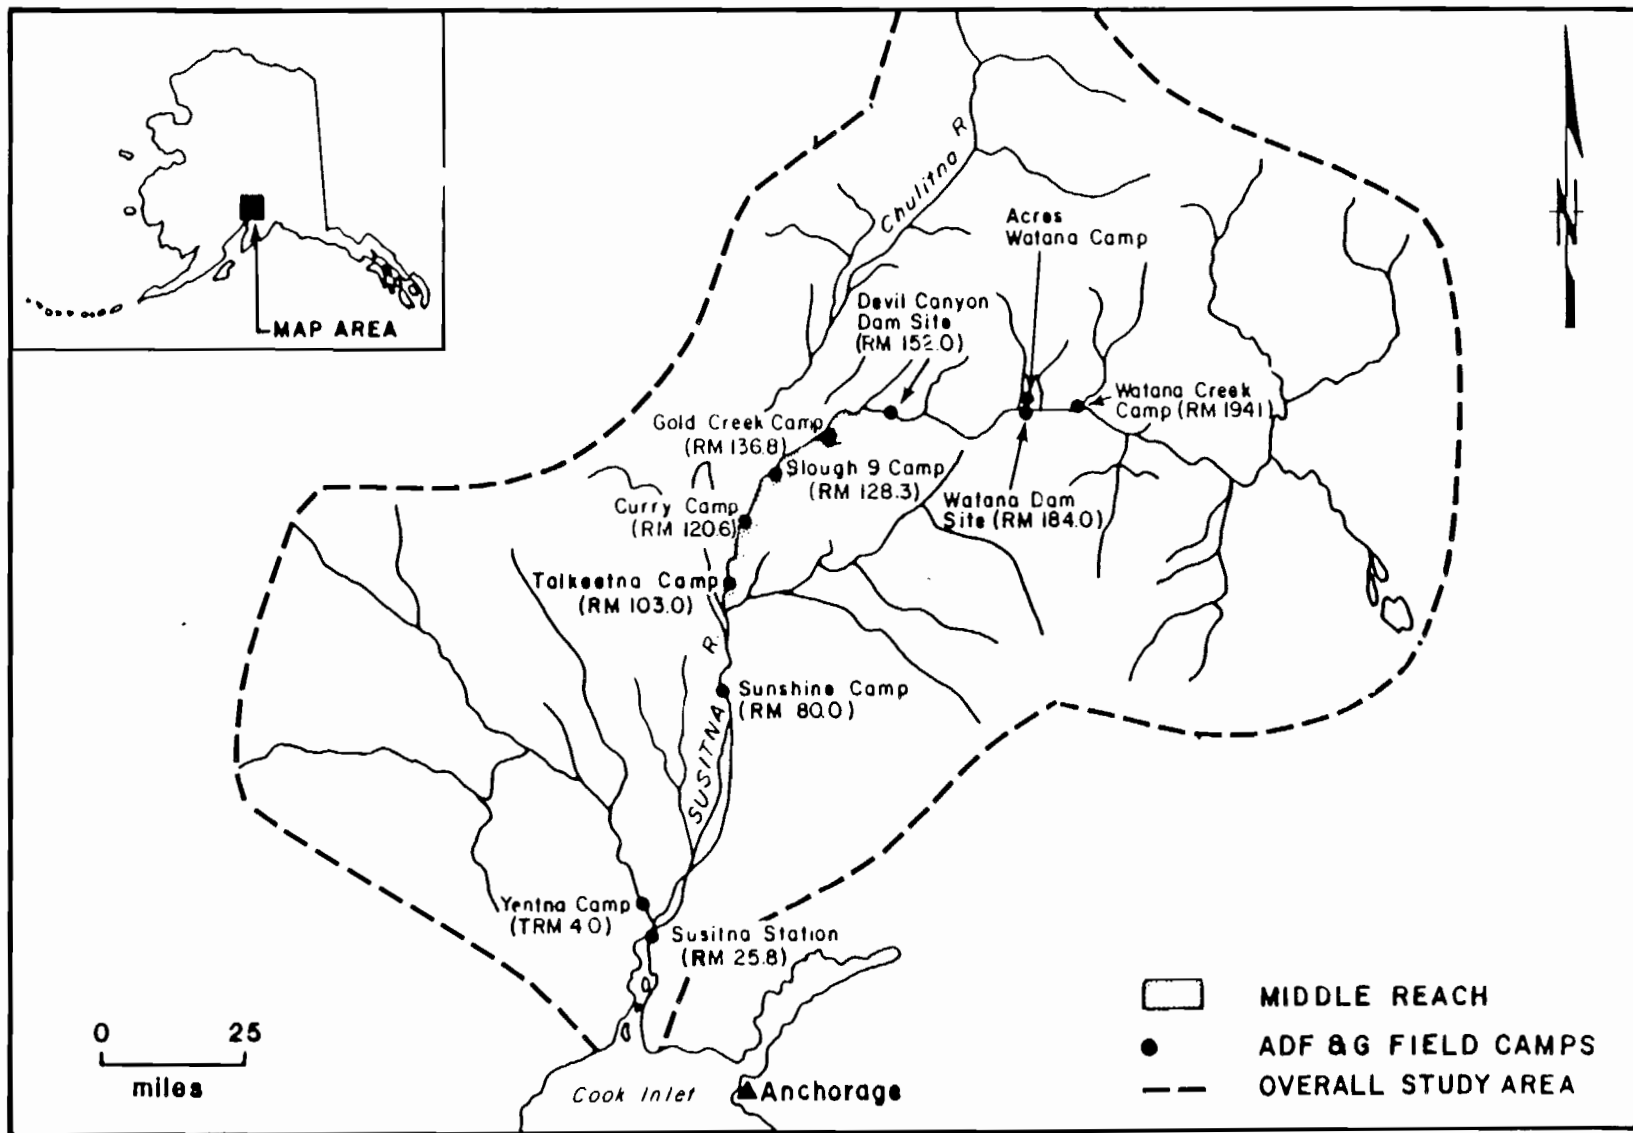 MAP AREA
Chulitna R
Acres
Watana Camp
Devil Canyon
Dam Site
(RM 152.0)
Watana Creek
Camp (RM 194.1)
Gold Creek Camp
(RM 136.8)
Slough 9 Camp
(RM 128.3)
Watana Dam
Site (RM 184.0)
Curry Camp
(RM 120.6)
Talkeetna Camp
(RM 103.0)
SUSITNA R.
Sunshine Camp
(RM 80.0)
Yentna Camp
(TRM 4.0)
Susitna Station
(RM 25.8)
N
0 25
miles
Cook Inlet
Anchorage
MIDDLE REACH
ADF &G FIELD CAMPS
OVERALL STUDY AREA